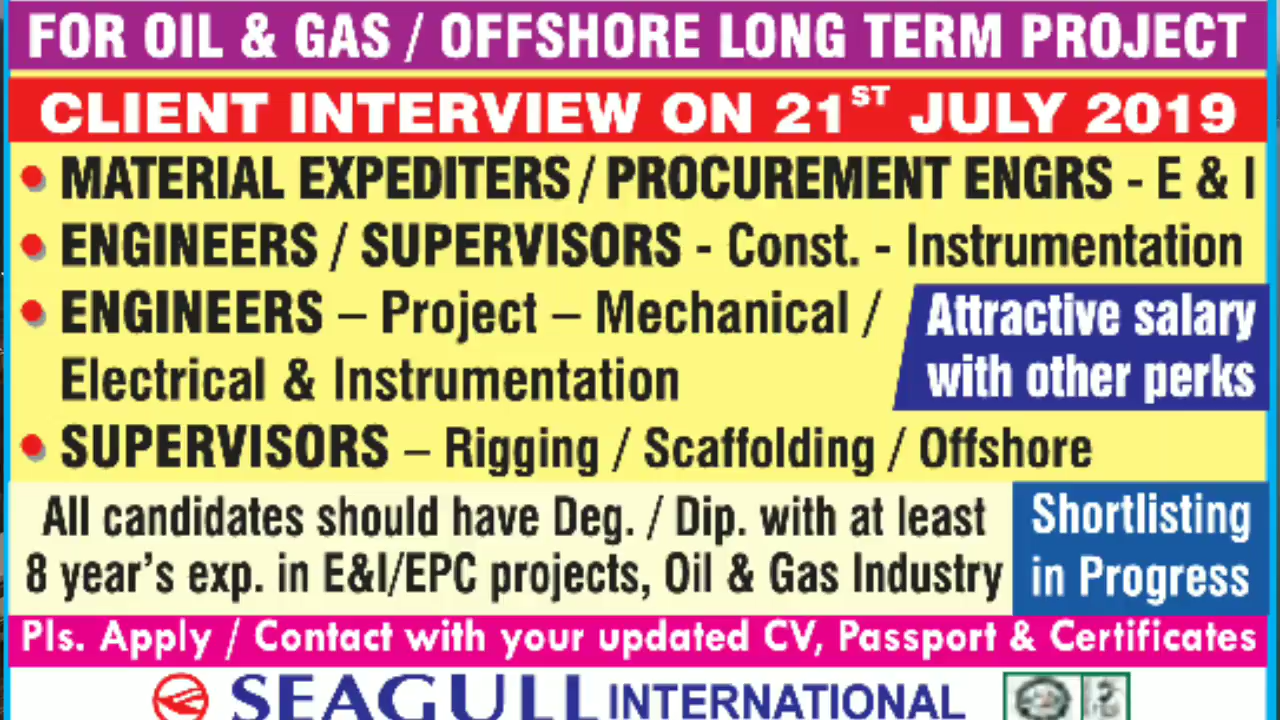 FOR OIL & GAS / OFFSHORE LONG TERM PROJECT
CLIENT INTERVIEW ON 21ST JULY 2019
• MATERIAL EXPEDITERS / PROCUREMENT ENGRS - E & I
• ENGINEERS / SUPERVISORS - Const. - Instrumentation
• ENGINEERS – Project – Mechanical /
Electrical & Instrumentation
Attractive salary
with other perks
• SUPERVISORS – Rigging / Scaffolding / Offshore
All candidates should have Deg. / Dip. with at least
8 year's exp. in E&I/EPC projects, Oil & Gas Industry
Shortlisting
in Progress
Pls. Apply / Contact with your updated CV, Passport & Certificates
SEAGULL INTERNATIONAL